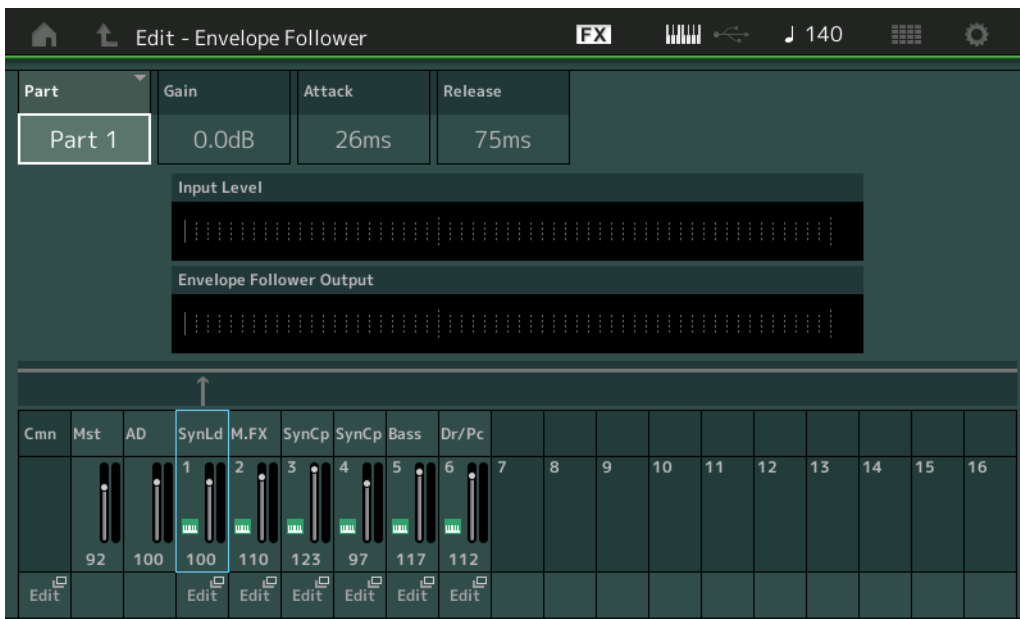 Edit - Envelope Follower FX ♩ 140
Part Gain Attack Release
Part 1 0.0dB 26ms 75ms
Input Level
Envelope Follower Output
Cmn Mst AD SynLd M.FX SynCp SynCp Bass Dr/Pc
1 2 3 4 5 6 7 8 9 10 11 12 13 14 15 16
92 100 100 110 123 97 117 112
Edit Edit Edit Edit Edit Edit Edit